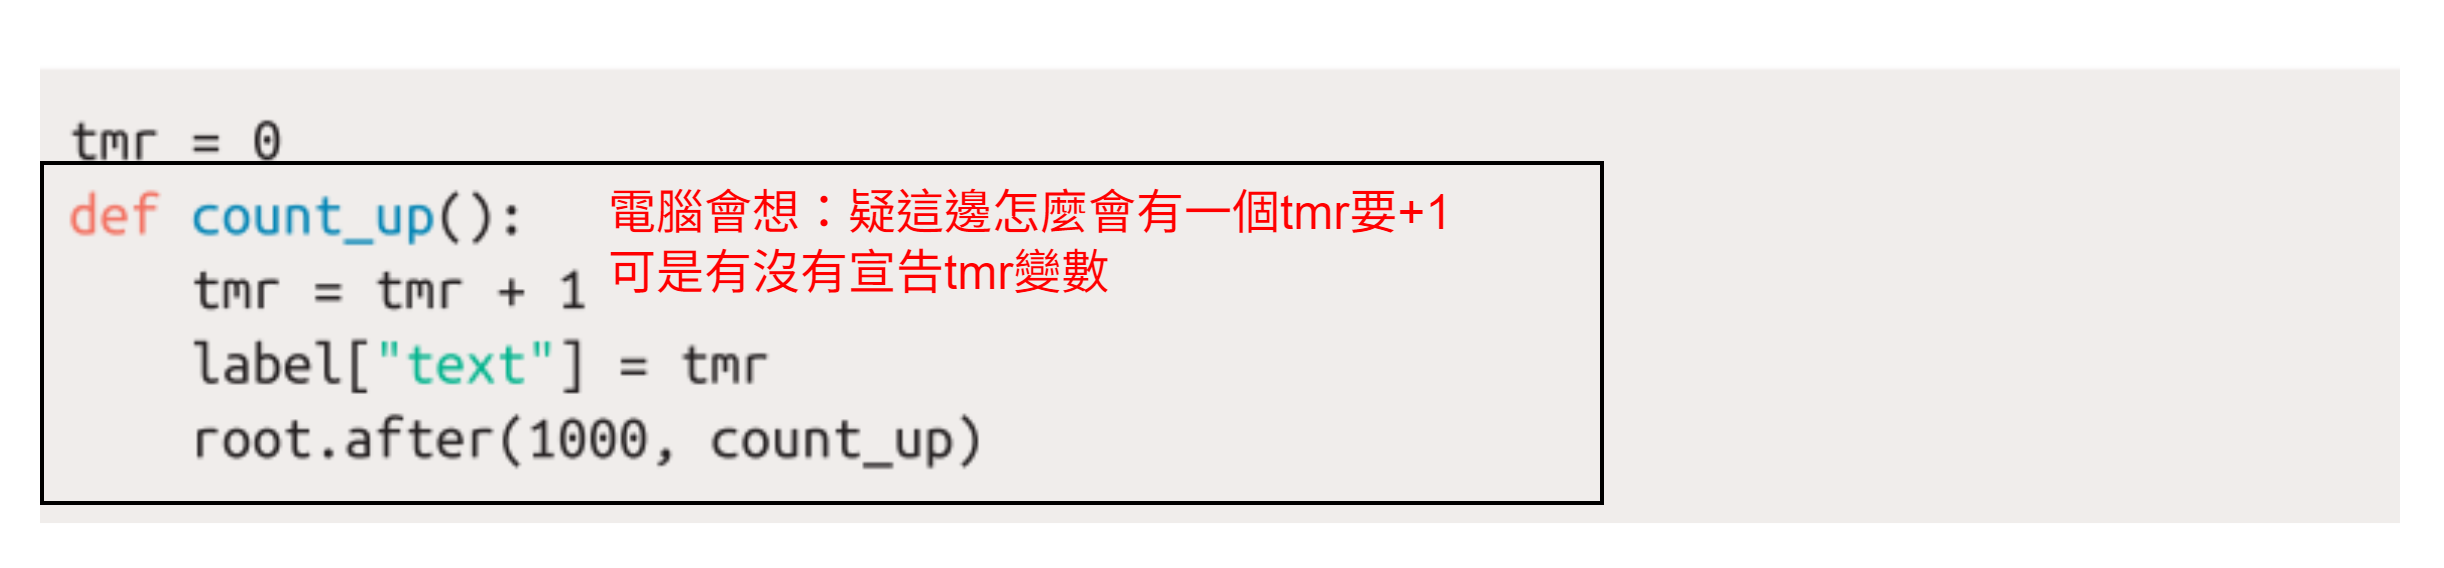 tmr = 0
def count_up():
電腦會想：疑這邊怎麼會有一個tmr要+1
可是有沒有宣告tmr變數
    tmr = tmr + 1
    label["text"] = tmr
    root.after(1000, count_up)